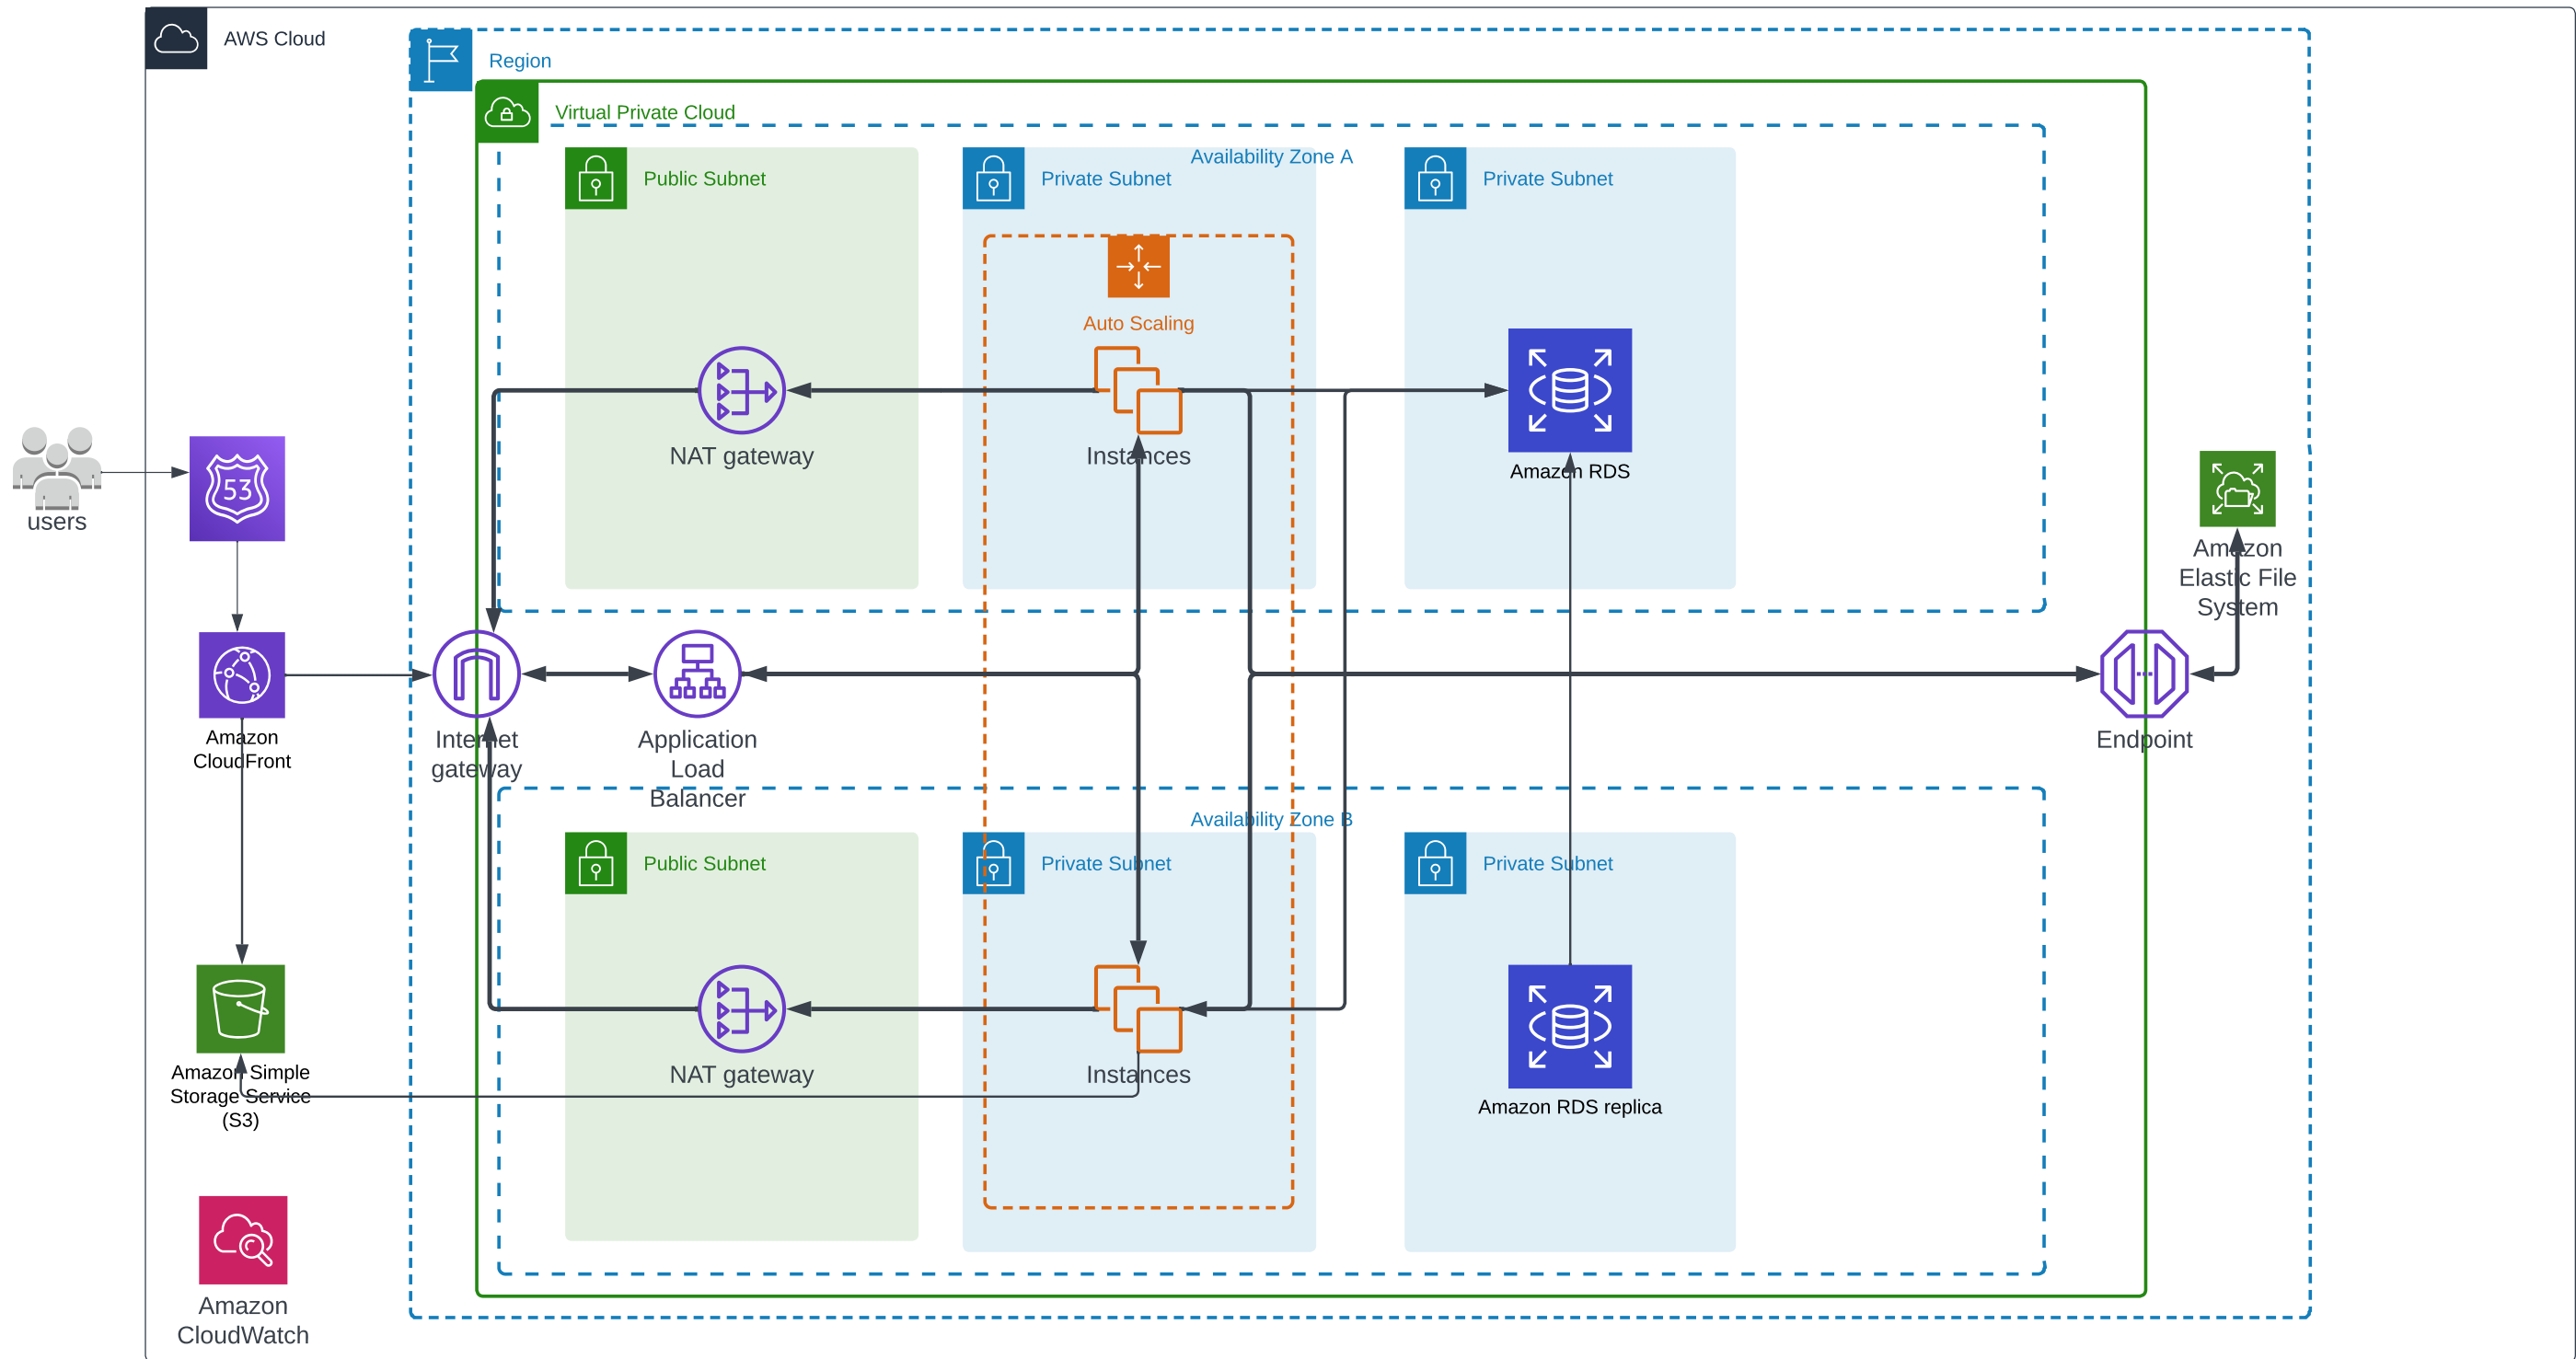 AWS Cloud
Region
Virtual Private Cloud
Availability Zone A
Public Subnet
Private Subnet
Private Subnet
Auto Scaling
NAT gateway
Instances
Amazon RDS
users
53
Amazon
Elastic File
System
Amazon
CloudFront
Internet
gateway
Application
Load
Balancer
Endpoint
Availability Zone B
Public Subnet
Private Subnet
Private Subnet
NAT gateway
Instances
Amazon RDS replica
Amazon Simple
Storage Service
(S3)
Amazon
CloudWatch